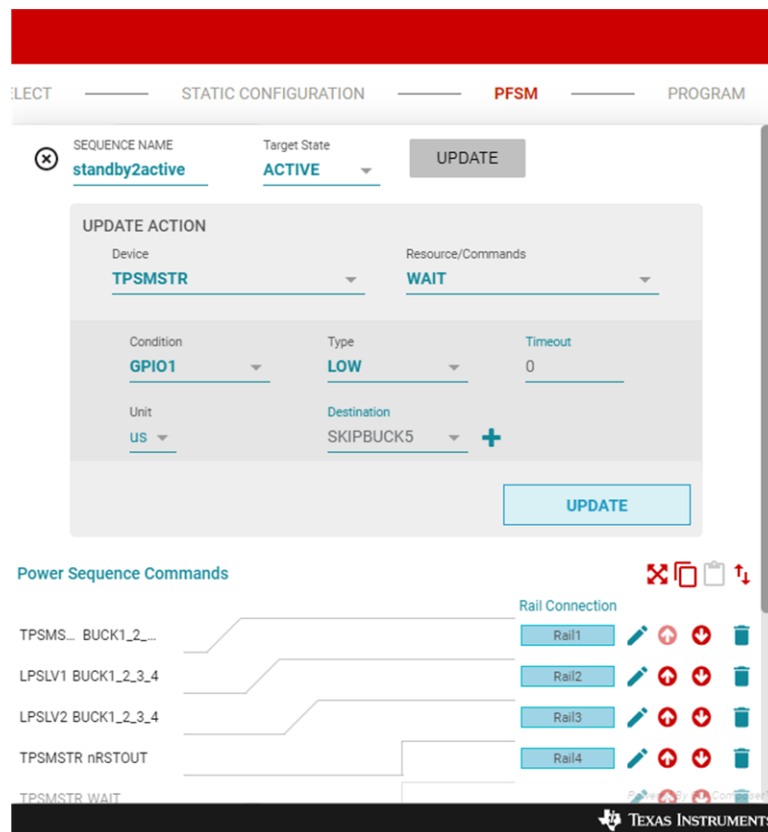 ELECT STATIC CONFIGURATION PFSM PROGRAM
SEQUENCE NAME Target State
standby2active ACTIVE UPDATE
UPDATE ACTION
Device Resource/Commands
TPSMSTR WAIT
Condition Type Timeout
GPIO1 LOW 0
Unit Destination
us SKIPBUCK5
UPDATE
Power Sequence Commands
Rail Connection
TPSMS... BUCK1_2_... Rail1
LPSLV1 BUCK1_2_3_4 Rail2
LPSLV2 BUCK1_2_3_4 Rail3
TPSMSTR nRSTOUT Rail4
TPSMSTR WAIT
TEXAS INSTRUMENTS